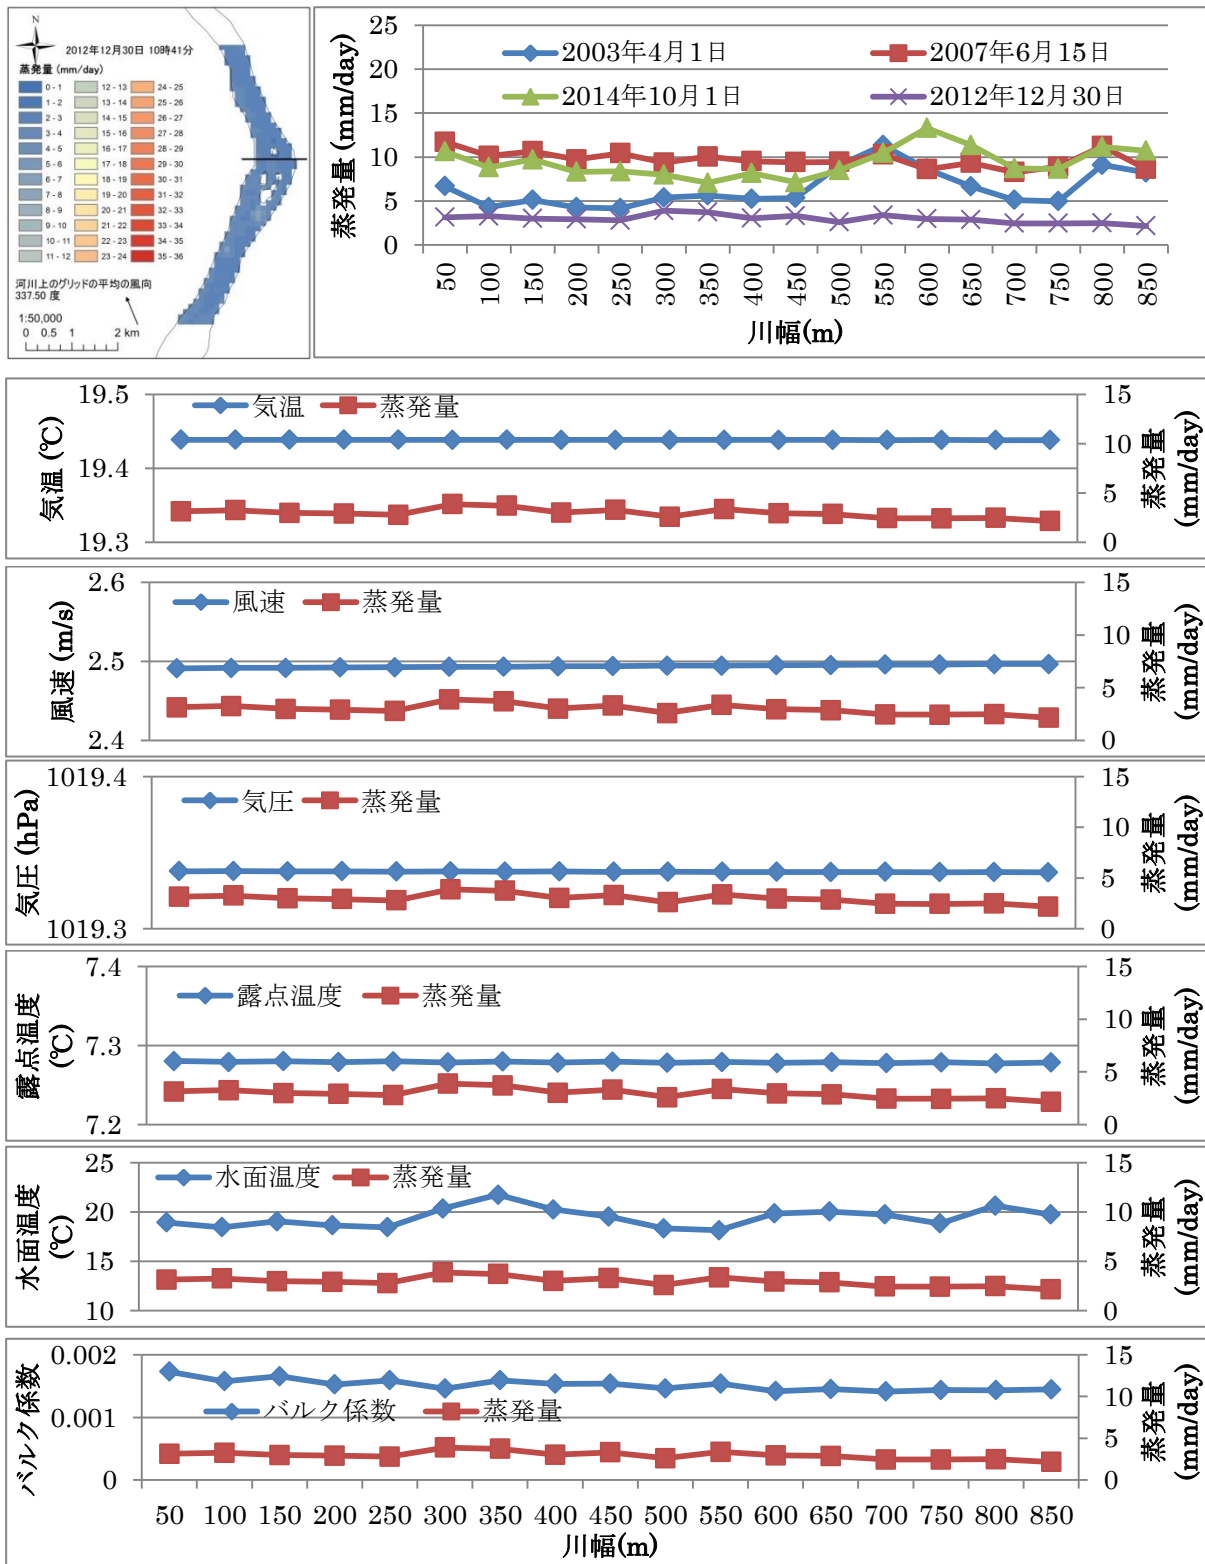 N
2012年12月30日 10時41分
蒸発量 (mm/day)
0 - 1 12 - 13 24 - 25
1 - 2 13 - 14 25 - 26
2 - 3 14 - 15 26 - 27
3 - 4 15 - 16 27 - 28
4 - 5 16 - 17 28 - 29
5 - 6 17 - 18 29 - 30
6 - 7 18 - 19 30 - 31
7 - 8 19 - 20 31 - 32
8 - 9 20 - 21 32 - 33
9 - 10 21 - 22 33 - 34
10 - 11 22 - 23 34 - 35
11 - 12 23 - 24 35 - 36
河川上のグリッドの平均の風向
337.50 度
1:50,000
0 0.5 1 2 km
蒸発量 (mm/day)
25
20
15
10
5
0
2003年4月1日 2007年6月15日
2014年10月1日 2012年12月30日
50 100 150 200 250 300 350 400 450 500 550 600 650 700 750 800 850
川幅(m)
気温 (℃)
19.5
19.4
19.3
気温 蒸発量
15
10
5
0
蒸発量
(mm/day)
風速 (m/s)
2.6
2.5
2.4
風速 蒸発量
15
10
5
0
蒸発量
(mm/day)
気圧 (hPa)
1019.4
1019.3
気圧 蒸発量
15
10
5
0
蒸発量
(mm/day)
露点温度
(℃)
7.4
7.3
7.2
露点温度 蒸発量
15
10
5
0
蒸発量
(mm/day)
水面温度
(℃)
25
20
15
10
水面温度 蒸発量
15
10
5
0
蒸発量
(mm/day)
バルク係数
0.002
0.001
0
バルク係数 蒸発量
15
10
5
0
蒸発量
(mm/day)
50 100 150 200 250 300 350 400 450 500 550 600 650 700 750 800 850
川幅(m)